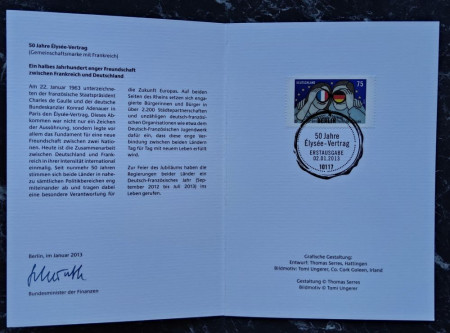 50 Jahre Élysée-Vertrag
(Gemeinschaftsmarke mit Frankreich)
Ein halbes Jahrhundert enger Freundschaft
zwischen Frankreich und Deutschland
Am 22. Januar 1963 unterzeichne-
ten der französische Staatspräsident
Charles de Gaulle und der deutsche
Bundeskanzler Konrad Adenauer in
Paris den Élysée-Vertrag. Dieses Ab-
kommen war nicht nur ein Zeichen
der Aussöhnung, sondern legte vor
allem das Fundament für eine neue
Freundschaft zwischen zwei Natio-
nen. Heute ist die Zusammenarbeit
zwischen Deutschland und Frank-
reich in ihrer Intensität international
einmalig. Seit nunmehr 50 Jahren
stimmen sich beide Länder in nahe-
zu sämtlichen Politikbereichen eng
miteinander ab und tragen dabei
eine besondere Verantwortung für
die Zukunft Europas. Auf beiden
Seiten des Rheins setzen sich enga-
gierte Bürgerinnen und Bürger in
über 2.200 Städtepartnerschaften
und unzähligen deutsch-französi-
schen Organisationen wie etwa dem
Deutsch-Französischen Jugendwerk
dafür ein, dass diese enge Ver-
bindung zwischen beiden Ländern
Tag für Tag mit neuem Leben erfüllt
wird.
Zur Feier des Jubiläums haben die
Regierungen beider Länder ein
Deutsch-Französisches Jahr (Sep-
tember 2012 bis Juli 2013) ins
Leben gerufen.
Berlin, im Januar 2013
Bundesminister der Finanzen
75
BERLIN
50 Jahre
Élysée-Vertrag
ERSTAUSGABE
02.01.2013
10117
Grafische Gestaltung:
Entwurf: Thomas Serres, Hattingen
Bildmotiv: Tomi Ungerer, Co. Cork Goleen, Irland
Gestaltung © Thomas Serres
Bildmotiv © Tomi Ungerer